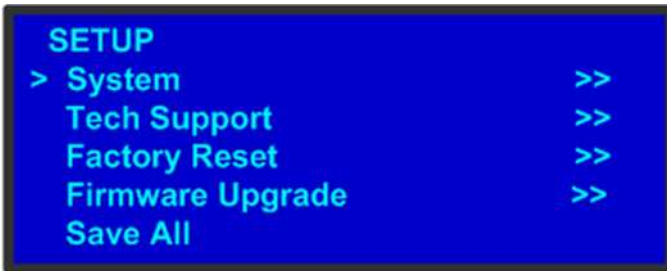 SETUP
> System >>
Tech Support >>
Factory Reset >>
Firmware Upgrade >>
Save All